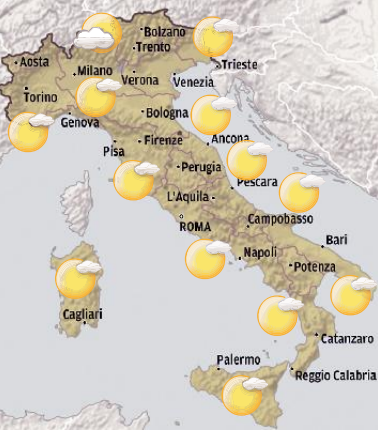 Bolzano
Trento
Aosta
Milano
Verona
Venezia
Trieste
Torino
Genova
Bologna
Pisa
Firenze
Ancona
Perugia
Pescara
L'Aquila
ROMA
Campobasso
Bari
Napoli
Potenza
Cagliari
Catanzaro
Palermo
Reggio Calabria